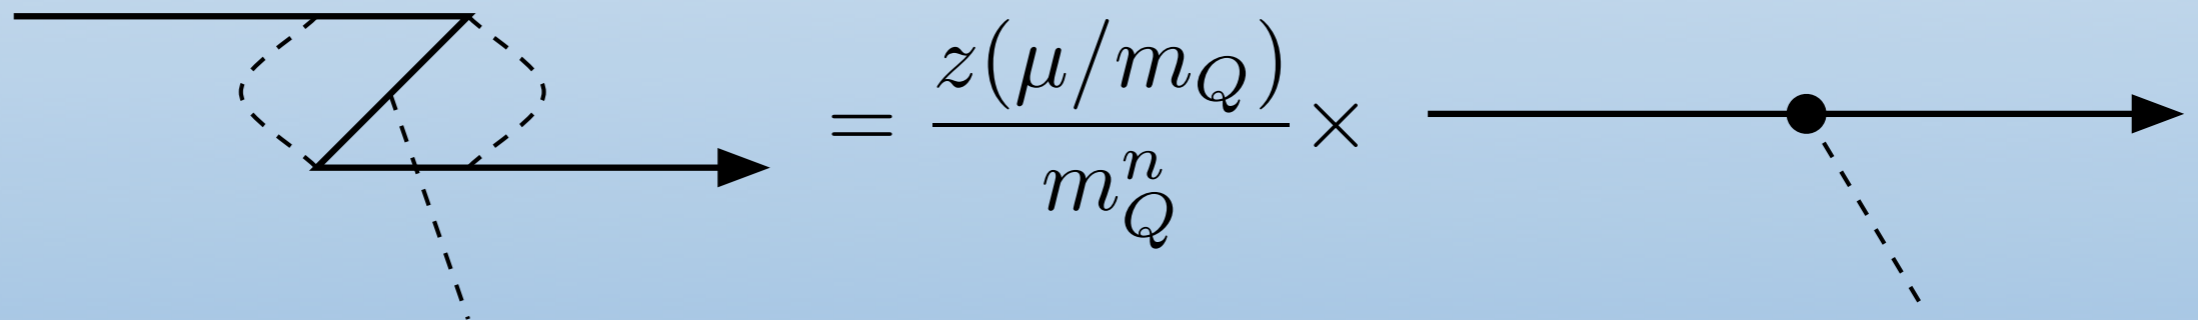 = z(μ/m_Q) / m_Q^n ×